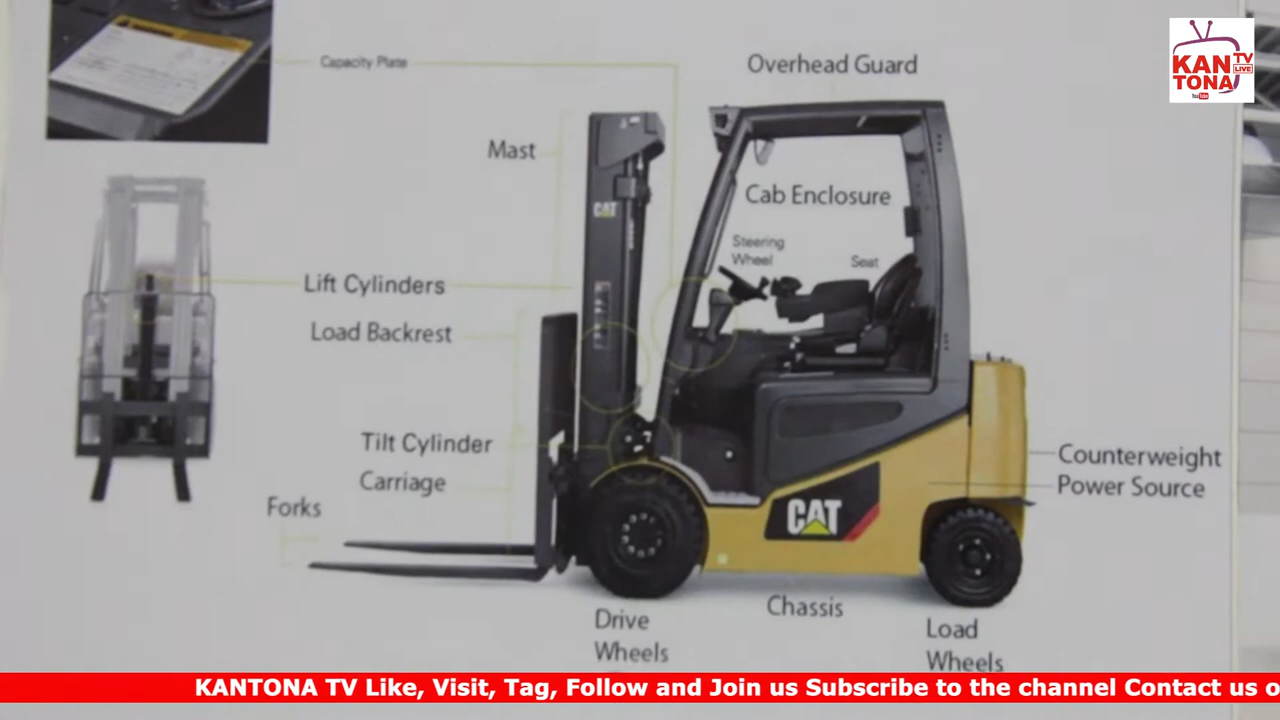 KAN TV
LIVE
TONA
YouTube
Capacity Plate
Overhead Guard
Mast
CAT
Cab Enclosure
Steering
Wheel
Seat
Lift Cylinders
Load Backrest
Tilt Cylinder
Carriage
Forks
CAT
Counterweight
Power Source
Drive
Wheels
Chassis
Load
Wheels
KANTONA TV Like, Visit, Tag, Follow and Join us Subscribe to the channel Contact us o